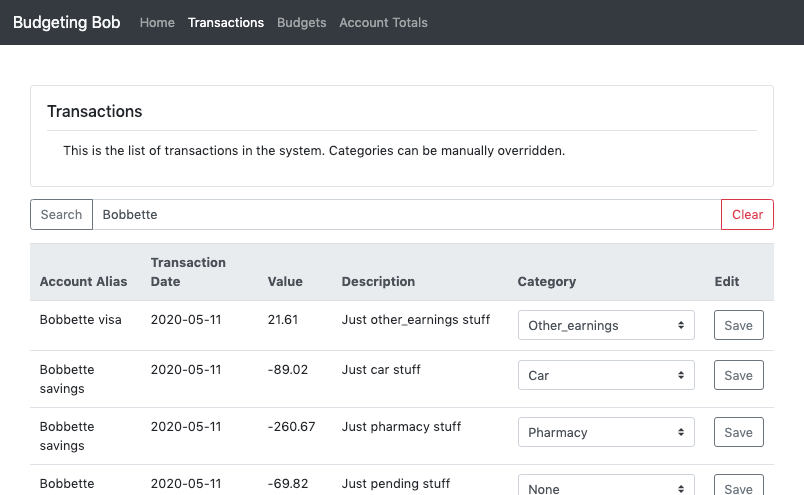 Budgeting Bob Home Transactions Budgets Account Totals
Transactions
This is the list of transactions in the system. Categories can be manually overridden.
Search Bobbette Clear
Account Alias Transaction Date Value Description Category Edit
Bobbette visa 2020-05-11 21.61 Just other_earnings stuff Other_earnings Save
Bobbette savings 2020-05-11 -89.02 Just car stuff Car Save
Bobbette savings 2020-05-11 -260.67 Just pharmacy stuff Pharmacy Save
Bobbette 2020-05-11 -69.82 Just pending stuff None Save